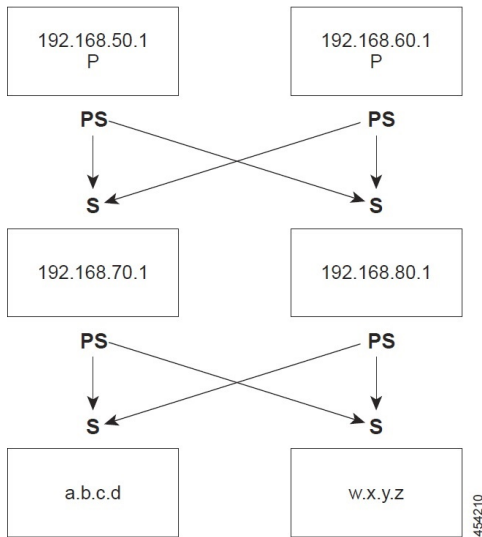 192.168.50.1
P
192.168.60.1
P
PS
PS
S
S
192.168.70.1
192.168.80.1
PS
PS
S
S
a.b.c.d
w.x.y.z
454210